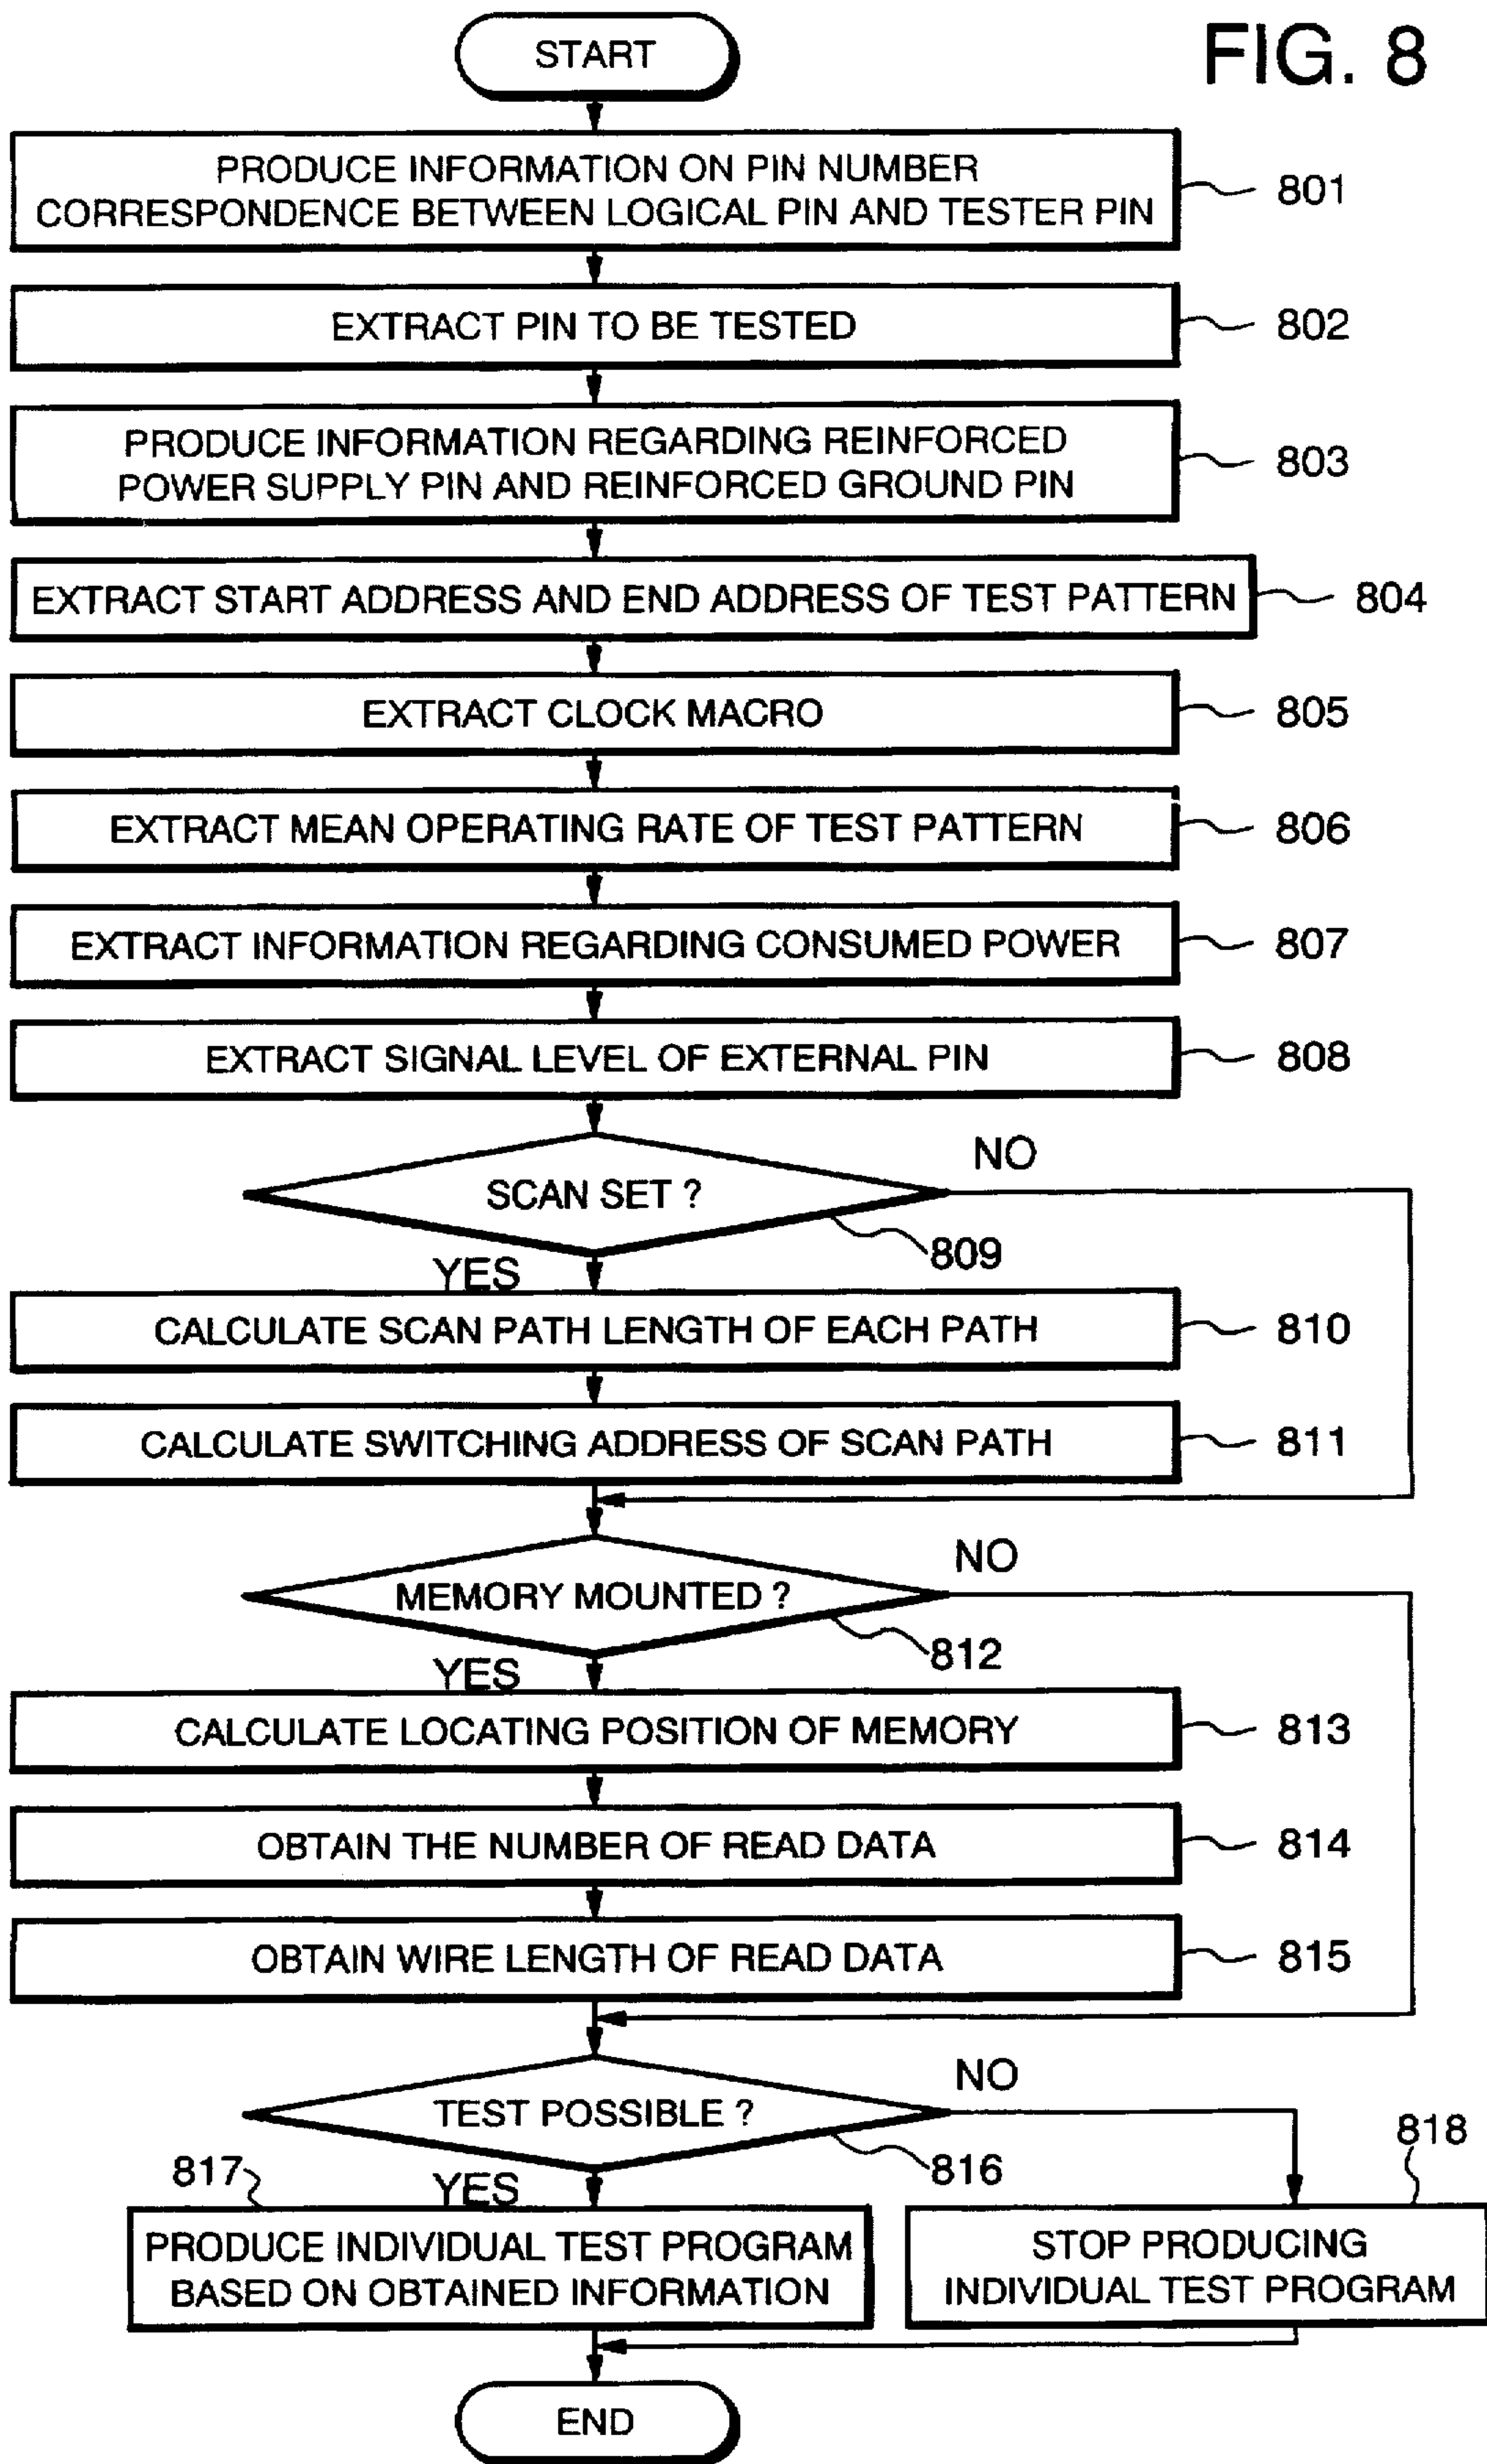 FIG. 8
START
PRODUCE INFORMATION ON PIN NUMBER
CORRESPONDENCE BETWEEN LOGICAL PIN AND TESTER PIN
801
EXTRACT PIN TO BE TESTED
802
PRODUCE INFORMATION REGARDING REINFORCED
POWER SUPPLY PIN AND REINFORCED GROUND PIN
803
EXTRACT START ADDRESS AND END ADDRESS OF TEST PATTERN
804
EXTRACT CLOCK MACRO
805
EXTRACT MEAN OPERATING RATE OF TEST PATTERN
806
EXTRACT INFORMATION REGARDING CONSUMED POWER
807
EXTRACT SIGNAL LEVEL OF EXTERNAL PIN
808
NO
SCAN SET ?
809
YES
CALCULATE SCAN PATH LENGTH OF EACH PATH
810
CALCULATE SWITCHING ADDRESS OF SCAN PATH
811
NO
MEMORY MOUNTED ?
812
YES
CALCULATE LOCATING POSITION OF MEMORY
813
OBTAIN THE NUMBER OF READ DATA
814
OBTAIN WIRE LENGTH OF READ DATA
815
NO
TEST POSSIBLE ?
816
818
817
YES
PRODUCE INDIVIDUAL TEST PROGRAM
BASED ON OBTAINED INFORMATION
STOP PRODUCING
INDIVIDUAL TEST PROGRAM
END